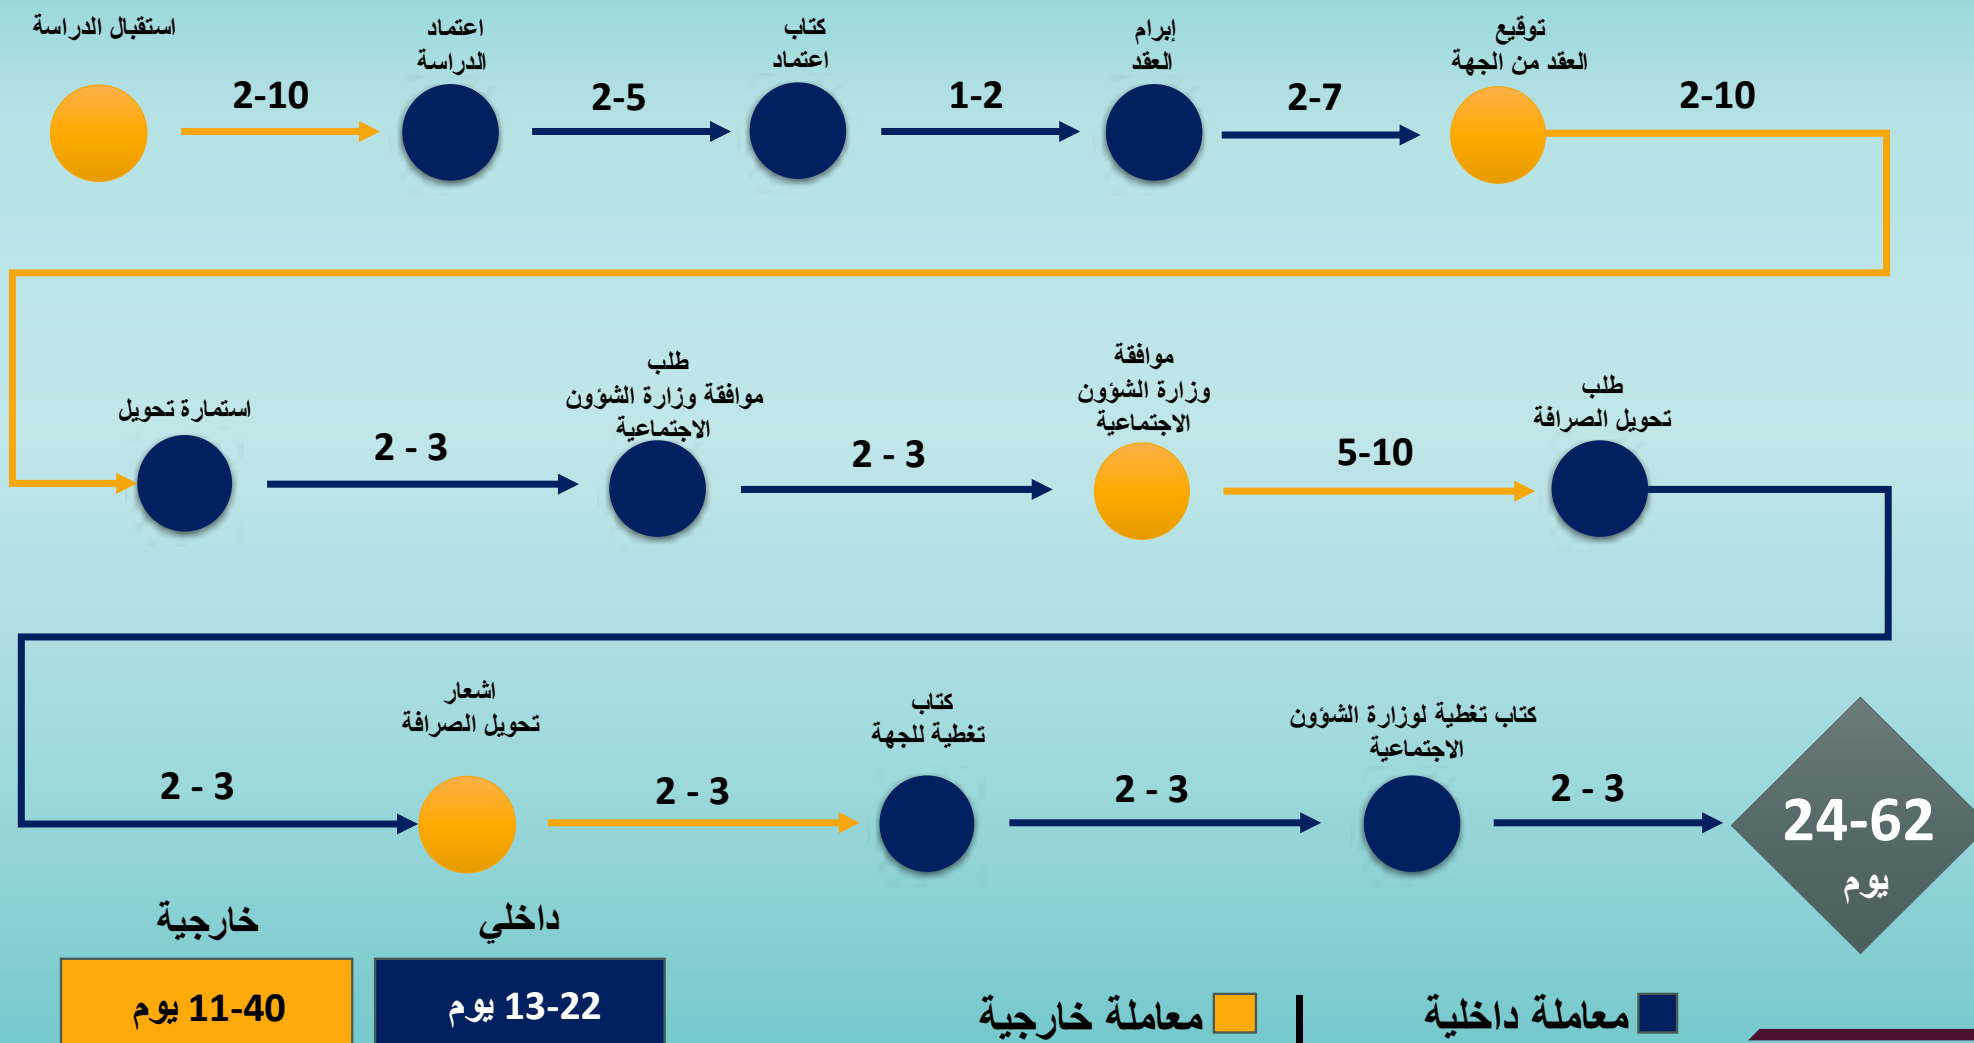 استقبال الدراسة
اعتماد
الدراسة
كتاب
اعتماد
إبرام
العقد
توقيع
العقد من الجهة
2-10
2-5
1-2
2-7
2-10
استمارة تحويل
طلب
موافقة وزارة الشؤون
الاجتماعية
موافقة
وزارة الشؤون
الاجتماعية
طلب
تحويل الصرافة
2 - 3
2 - 3
5-10
اشعار
تحويل الصرافة
كتاب
تغطية للجهة
كتاب تغطية لوزارة الشؤون
الاجتماعية
2 - 3
2 - 3
2 - 3
2 - 3
24-62
يوم
خارجية
داخلي
11-40 يوم
13-22 يوم
معاملة خارجية
معاملة داخلية